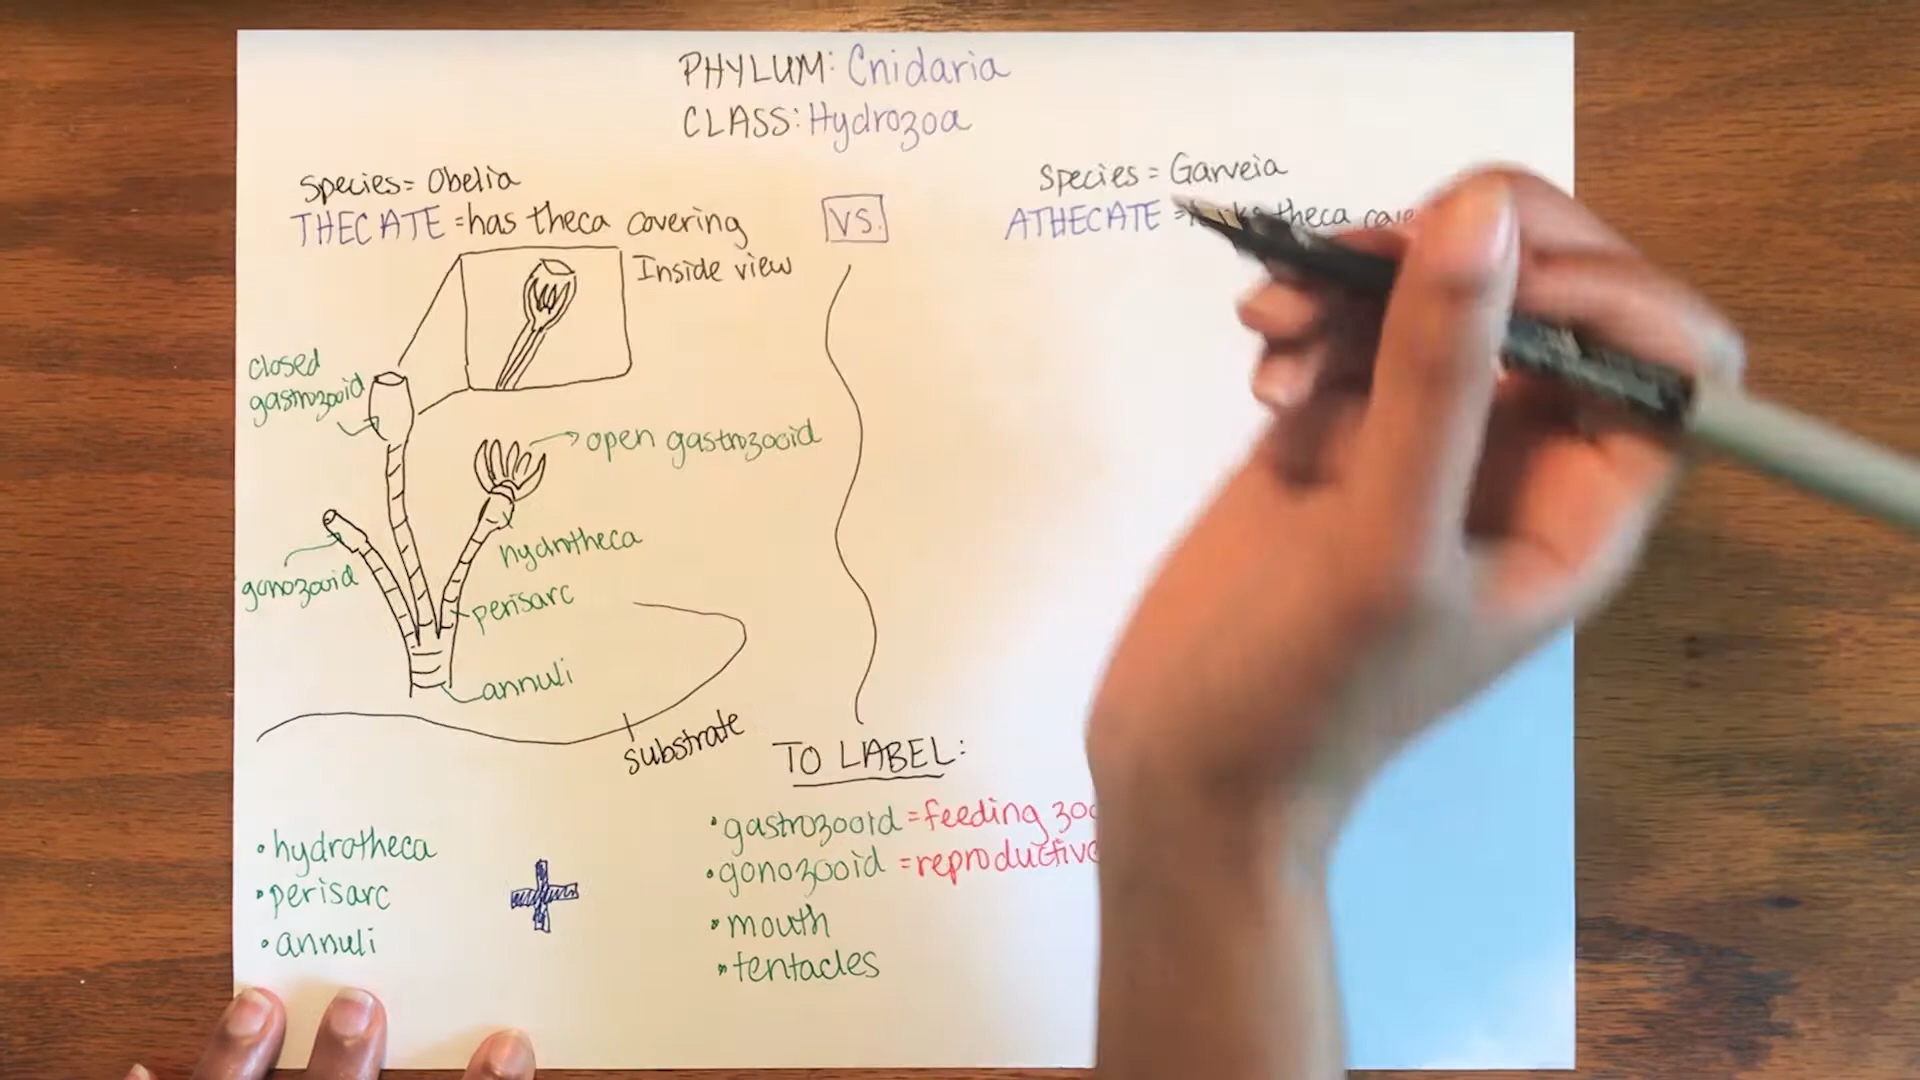 PHYLUM: Cnidaria
CLASS: Hydrozoa
Species = Obelia
THECATE = has theca covering
VS.
Species = Garveia
ATHECATE = theca
Inside view
closed
gastrozooid
open gastrozooid
hydrotheca
gonozooid
perisarc
annuli
substrate
TO LABEL:
• hydrotheca
• perisarc
• annuli
• gastrozooid = feeding
• gonozooid = reproductive
• mouth
• tentacles